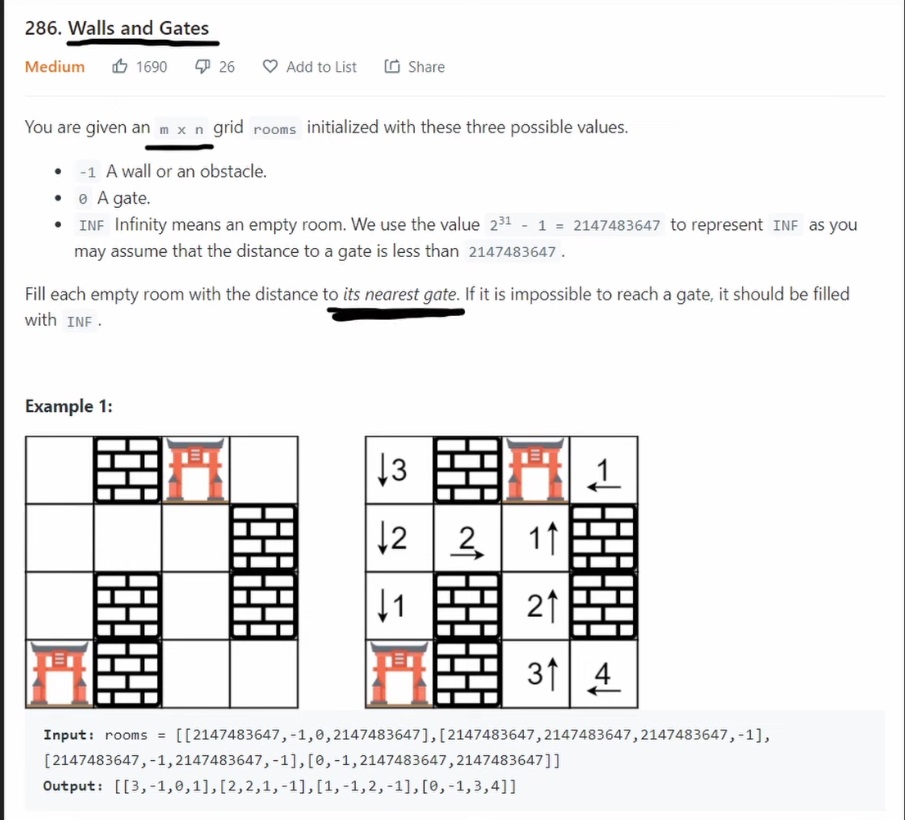 286. Walls and Gates
Medium 1690 26 Add to List Share
You are given an m x n grid rooms initialized with these three possible values.
• -1 A wall or an obstacle.
• 0 A gate.
• INF Infinity means an empty room. We use the value 2³¹ - 1 = 2147483647 to represent INF as you
may assume that the distance to a gate is less than 2147483647 .
Fill each empty room with the distance to its nearest gate. If it is impossible to reach a gate, it should be filled
with INF .
Example 1:
↓3 1 ←
↓2 2 → 1↑
↓1 2↑
3↑ 4 ←
Input: rooms = [[2147483647,-1,0,2147483647],[2147483647,2147483647,2147483647,-1],
[2147483647,-1,2147483647,-1],[0,-1,2147483647,2147483647]]
Output: [[3,-1,0,1],[2,2,1,-1],[1,-1,2,-1],[0,-1,3,4]]